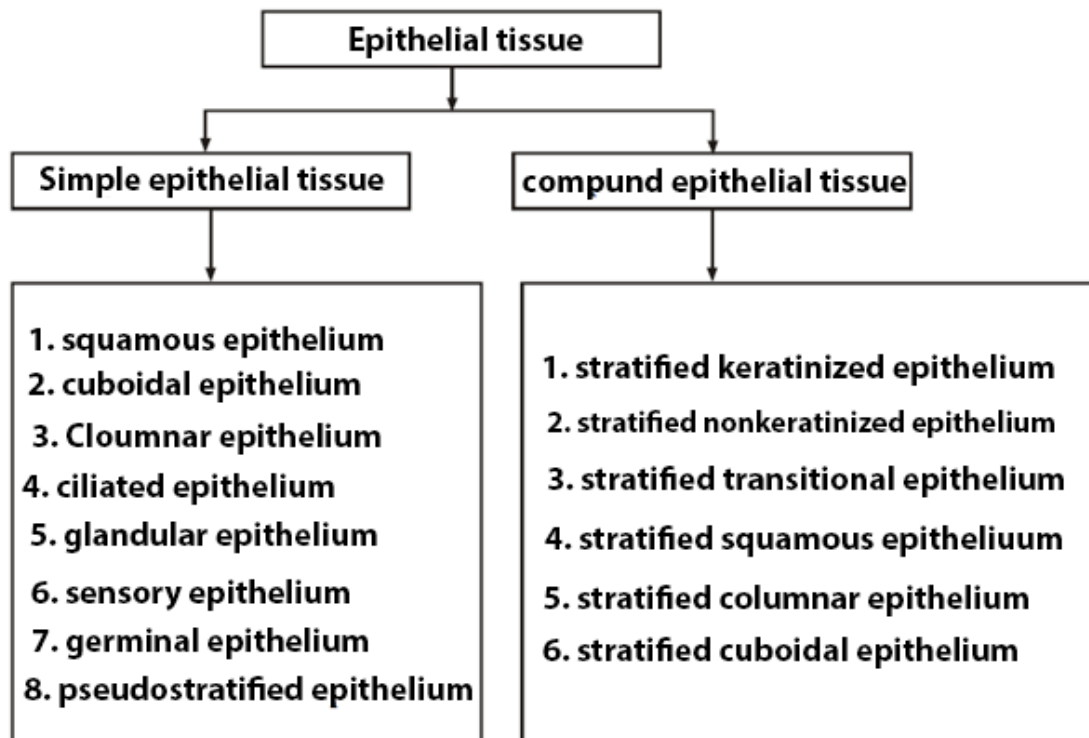 Epithelial tissue
Simple epithelial tissue
compund epithelial tissue
1. squamous epithelium
2. cuboidal epithelium
3. Cloumnar epithelium
4. ciliated epithelium
5. glandular epithelium
6. sensory epithelium
7. germinal epithelium
8. pseudostratified epithelium
1. stratified keratinized epithelium
2. stratified nonkeratinized epithelium
3. stratified transitional epithelium
4. stratified squamous epitheliuum
5. stratified columnar epithelium
6. stratified cuboidal epithelium